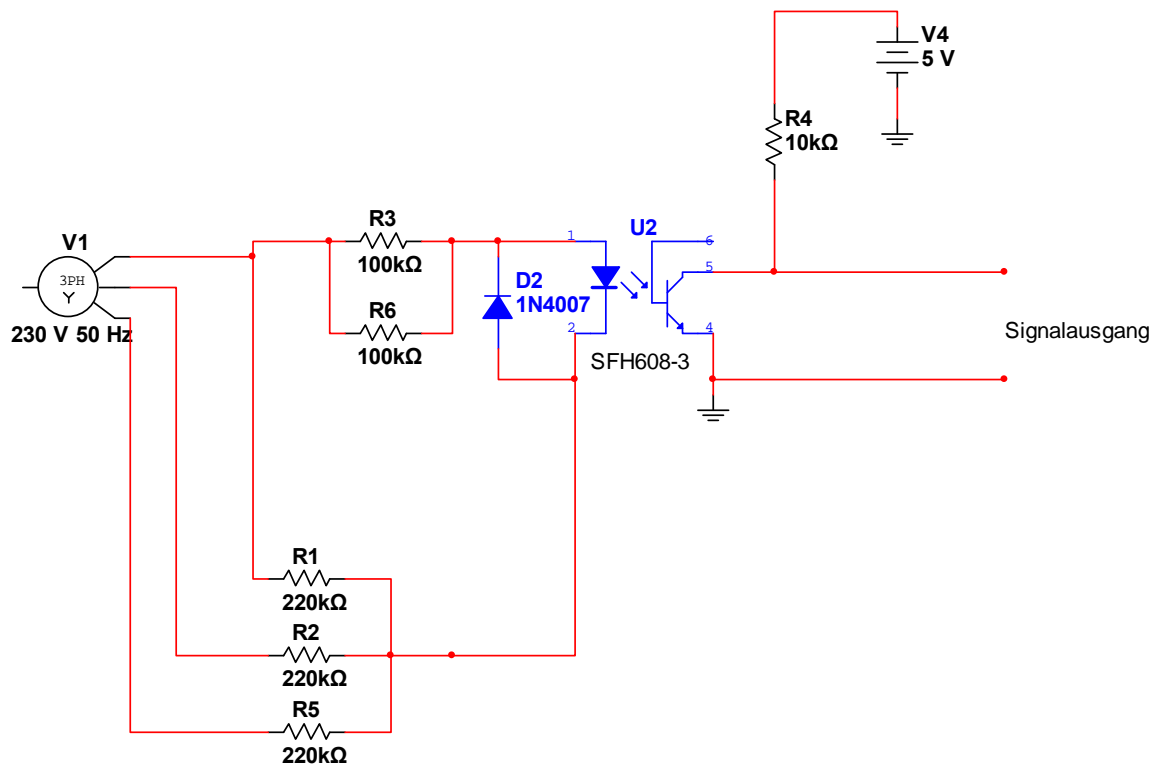 V4
5 V
R4
10kΩ
R3
100kΩ
U2
1
6
V1
3PH
Y
230 V 50 Hz
D2
1N4007
5
R6
100kΩ
2
4
SFH608-3
Signalausgang
R1
220kΩ
R2
220kΩ
R5
220kΩ